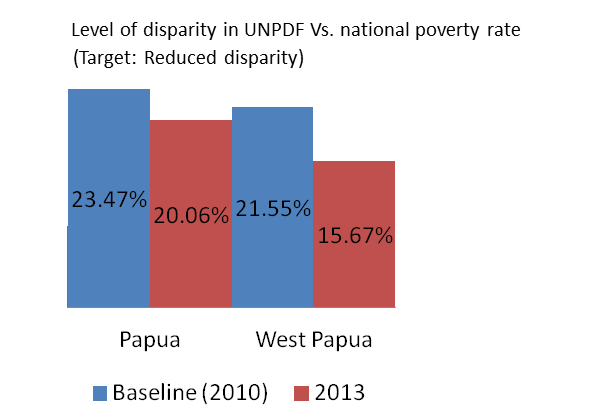 Level of disparity in UNPDF Vs. national poverty rate
(Target: Reduced disparity)
23.47%
20.06%
21.55%
15.67%
Papua
West Papua
Baseline (2010)
2013